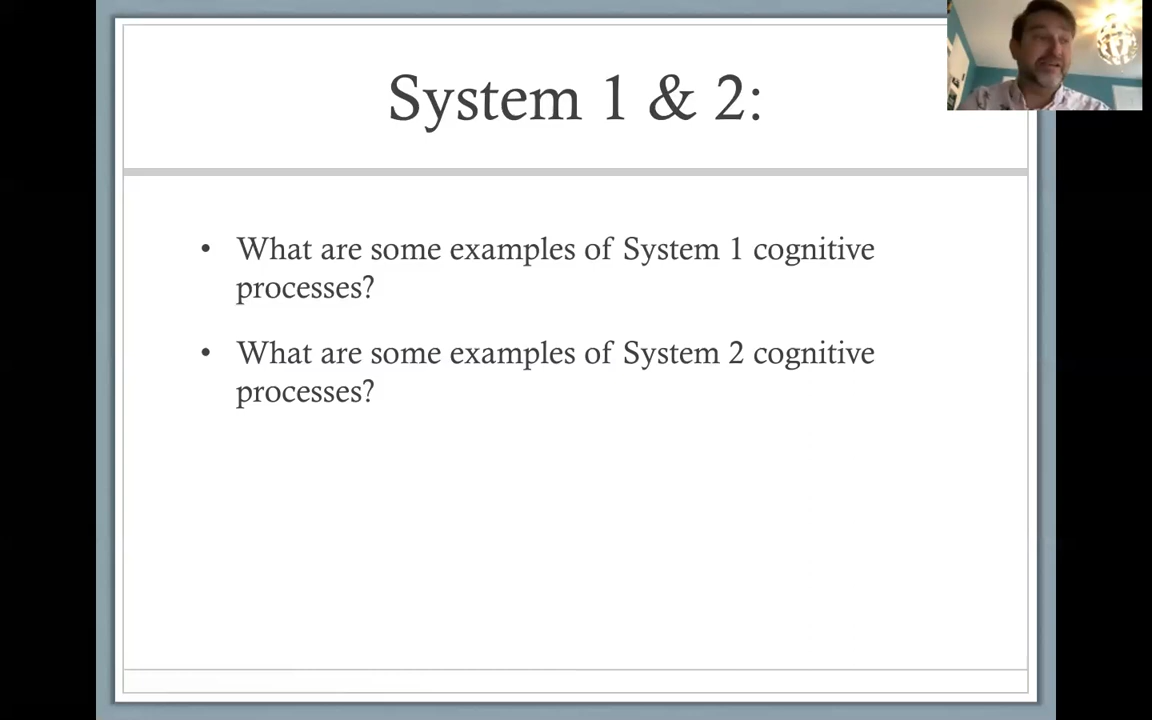 System 1 & 2:
• What are some examples of System 1 cognitive
processes?
• What are some examples of System 2 cognitive
processes?